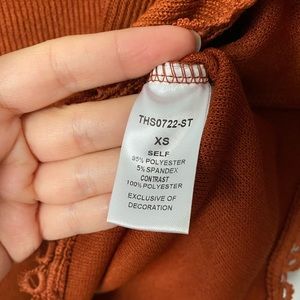 THS0722-ST
XS
SELF
95% POLYESTER
5% SPANDEX
CONTRAST
100% POLYESTER
EXCLUSIVE OF
DECORATION